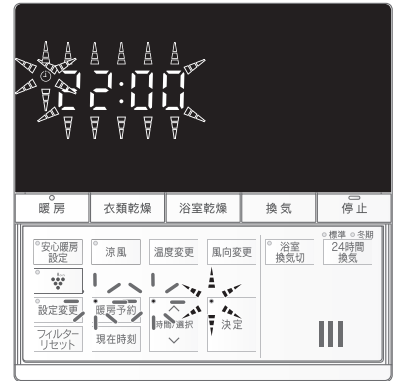 22:00
暖房 衣類乾燥 浴室乾燥 換気 停止
標準 冬期
安心暖房
設定
涼風 温度変更 風向変更
浴室
換気切
24時間
換気
設定変更 暖房予約
時間/選択
決定
フィルター
リセット
現在時刻